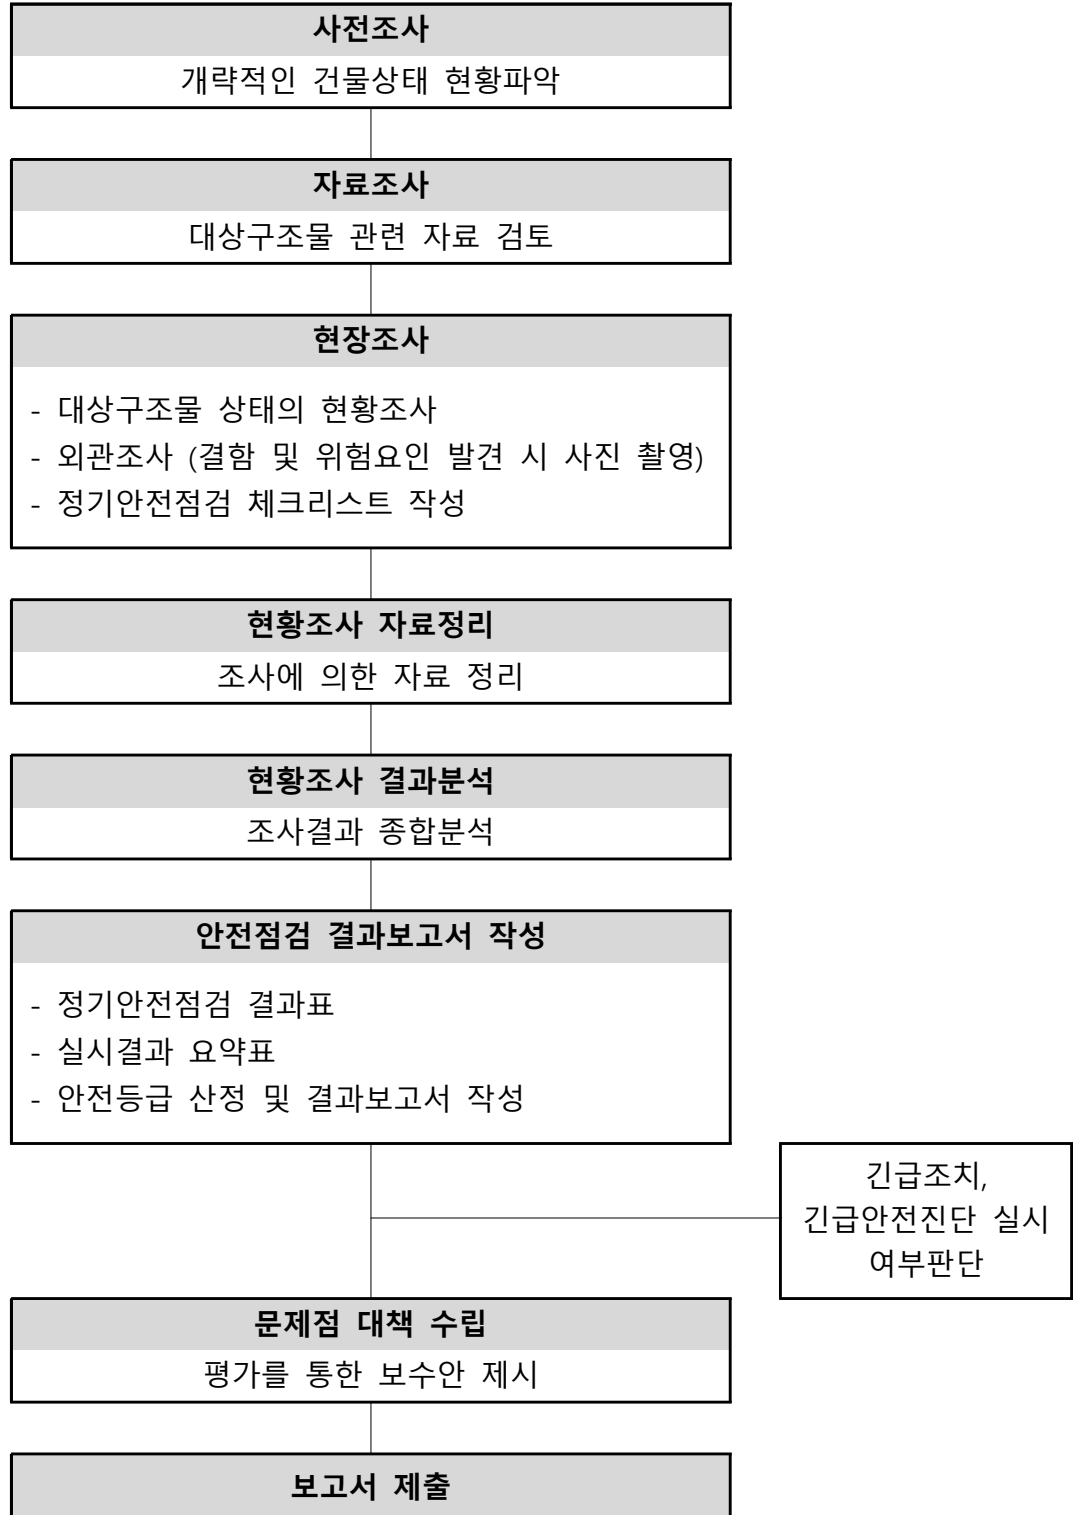 사전조사
개략적인 건물상태 현황파악
자료조사
대상구조물 관련 자료 검토
현장조사
- 대상구조물 상태의 현황조사
- 외관조사 (결함 및 위험요인 발견 시 사진 촬영)
- 정기안전점검 체크리스트 작성
현황조사 자료정리
조사에 의한 자료 정리
현황조사 결과분석
조사결과 종합분석
안전점검 결과보고서 작성
- 정기안전점검 결과표
- 실시결과 요약표
- 안전등급 산정 및 결과보고서 작성
긴급조치,
긴급안전진단 실시
여부판단
문제점 대책 수립
평가를 통한 보수안 제시
보고서 제출